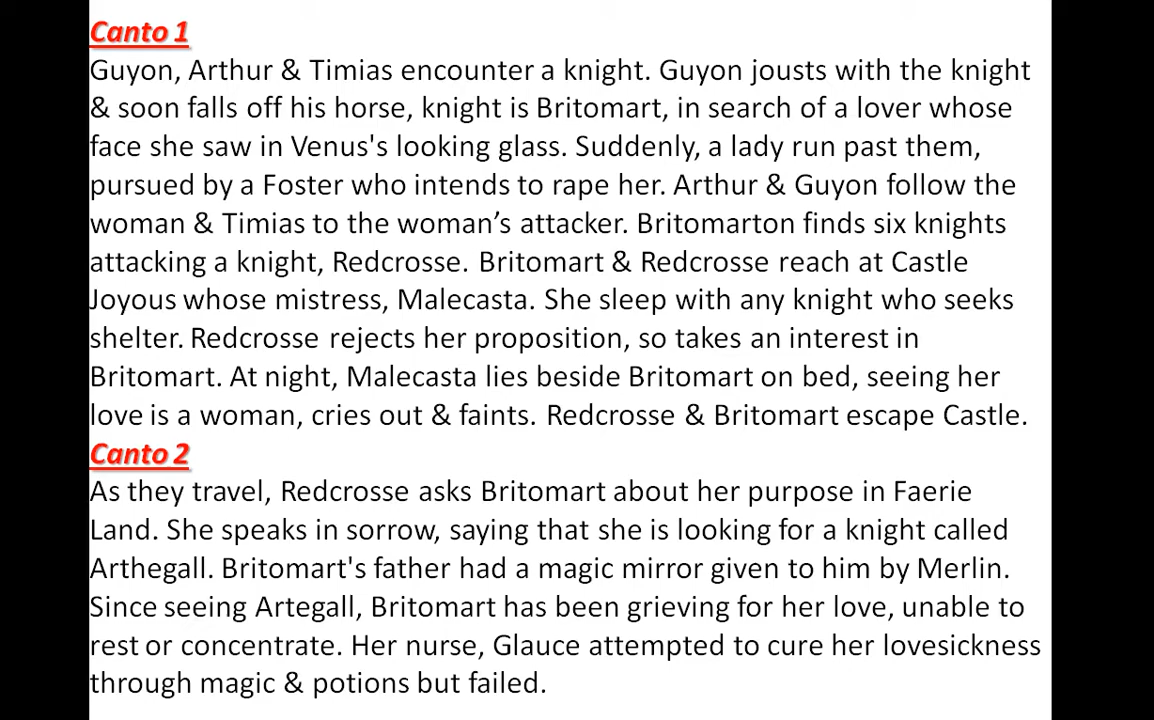 Canto 1
Guyon, Arthur & Timias encounter a knight. Guyon jousts with the knight
& soon falls off his horse, knight is Britomart, in search of a lover whose
face she saw in Venus's looking glass. Suddenly, a lady run past them,
pursued by a Foster who intends to rape her. Arthur & Guyon follow the
woman & Timias to the woman’s attacker. Britomarton finds six knights
attacking a knight, Redcrosse. Britomart & Redcrosse reach at Castle
Joyous whose mistress, Malecasta. She sleep with any knight who seeks
shelter. Redcrosse rejects her proposition, so takes an interest in
Britomart. At night, Malecasta lies beside Britomart on bed, seeing her
love is a woman, cries out & faints. Redcrosse & Britomart escape Castle.
Canto 2
As they travel, Redcrosse asks Britomart about her purpose in Faerie
Land. She speaks in sorrow, saying that she is looking for a knight called
Arthegall. Britomart's father had a magic mirror given to him by Merlin.
Since seeing Artegall, Britomart has been grieving for her love, unable to
rest or concentrate. Her nurse, Glauce attempted to cure her lovesickness
through magic & potions but failed.